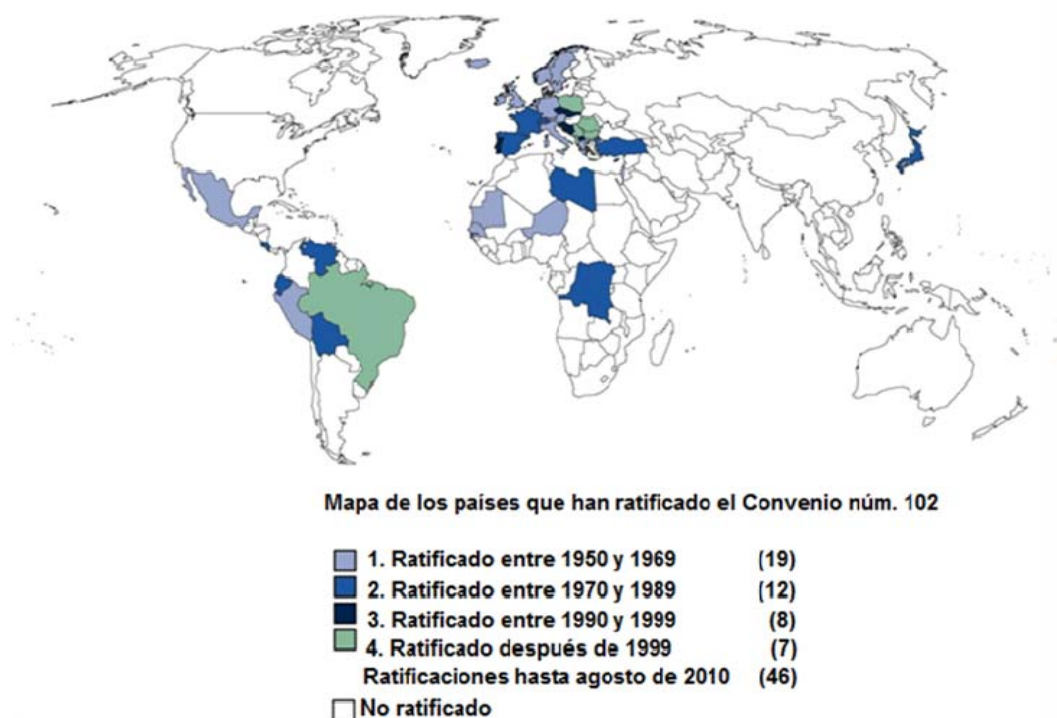 Mapa de los países que han ratificado el Convenio núm. 102
1. Ratificado entre 1950 y 1969 (19)
2. Ratificado entre 1970 y 1989 (12)
3. Ratificado entre 1990 y 1999 (8)
4. Ratificado después de 1999 (7)
Ratificaciones hasta agosto de 2010 (46)
No ratificado